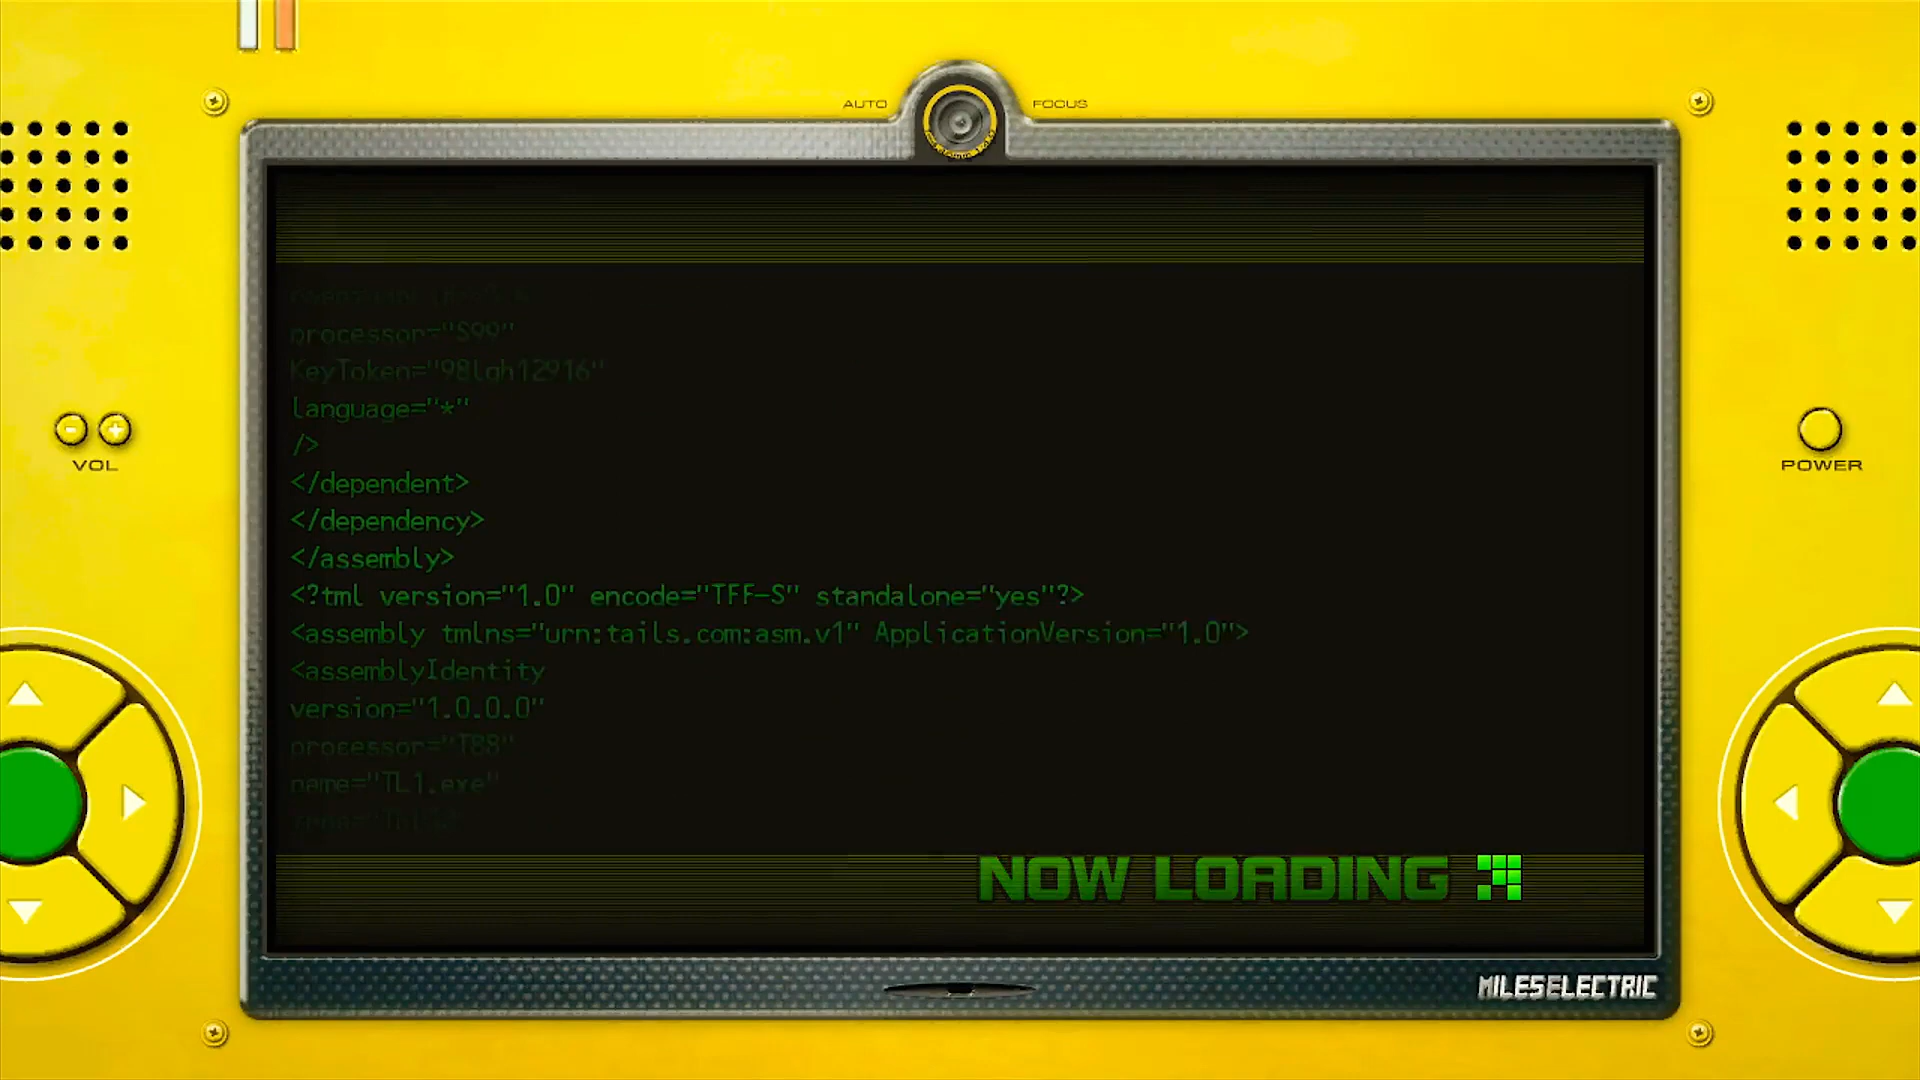 AUTO FOCUS
processor="S99"
KeyToken="98lgh12916"
language="*"
/>
</dependent>
</dependency>
</assembly>
<?tml version="1.0" encode="TFF-S" standalone="yes"?>
<assembly tmlns="urn:tails.com:asm.v1" ApplicationVersion="1.0">
<assemblyIdentity
version="1.0.0.0"
processor="T88"
name="TL1.exe"
- +
VOL
POWER
NOW LOADING
MILESELECTRIC